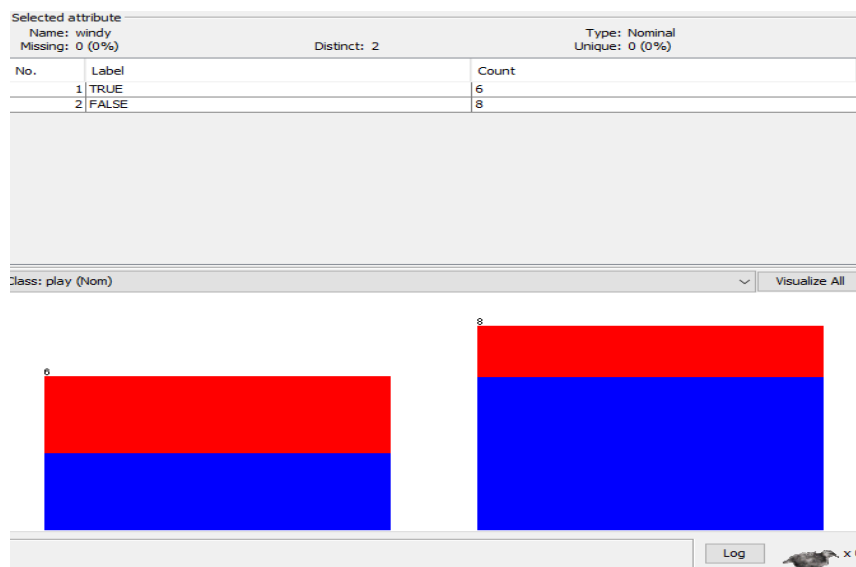 Selected attribute
Name: windy Type: Nominal
Missing: 0 (0%) Distinct: 2 Unique: 0 (0%)
No. Label Count
1 TRUE 6
2 FALSE 8
Class: play (Nom) Visualize All
8
6
Log x